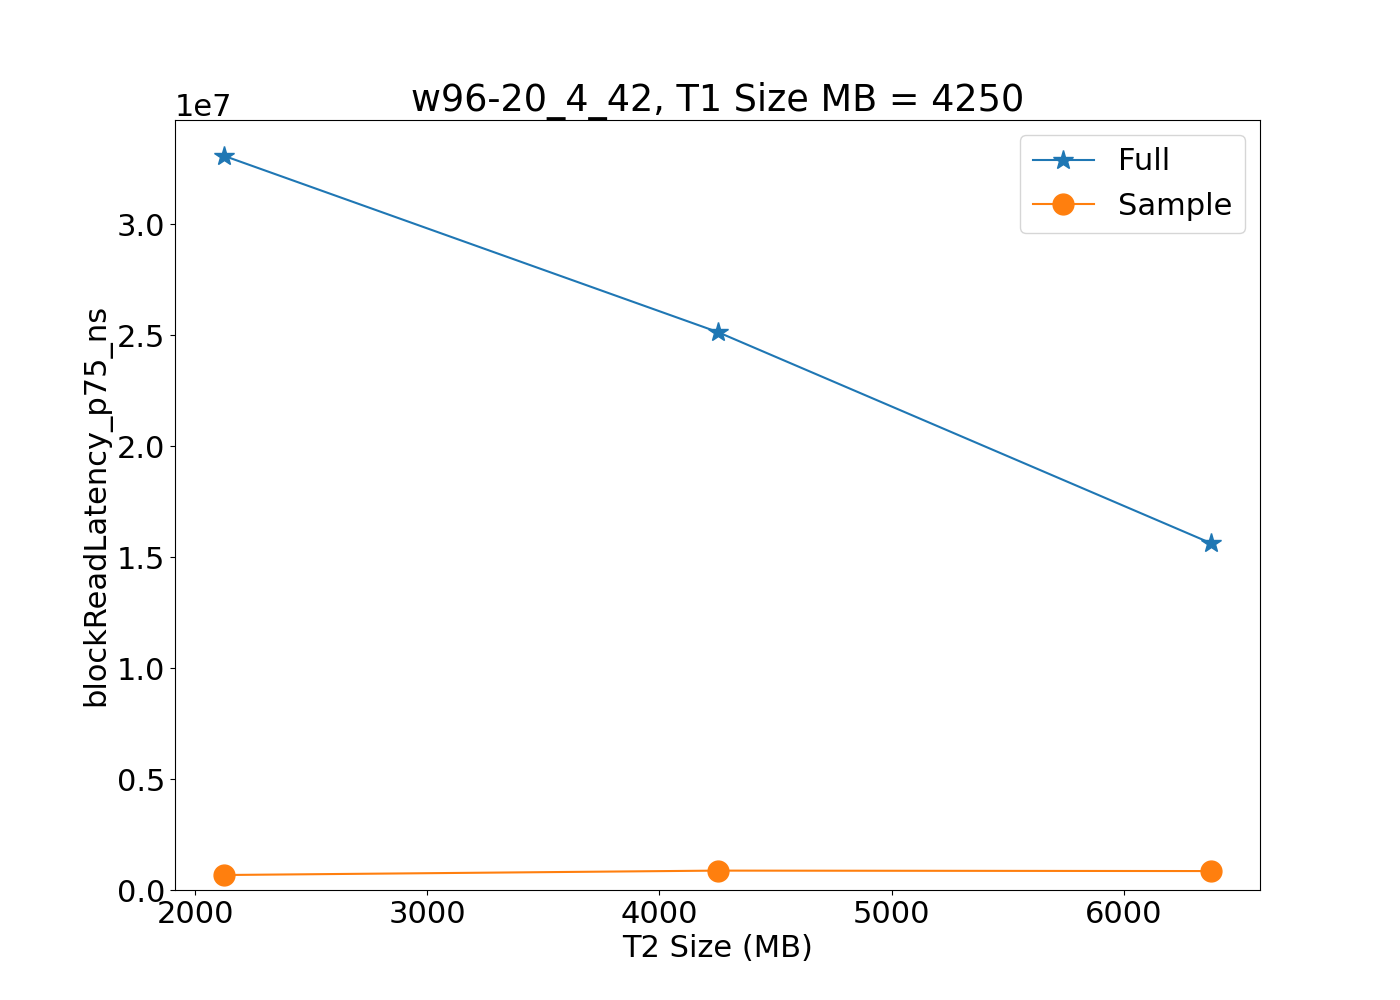 w96-20_4_42, T1 Size MB = 4250
1e7
Full
Sample
3.0
2.5
2.0
1.5
1.0
0.5
0.0
blockReadLatency_p75_ns
2000 3000 4000 5000 6000
T2 Size (MB)